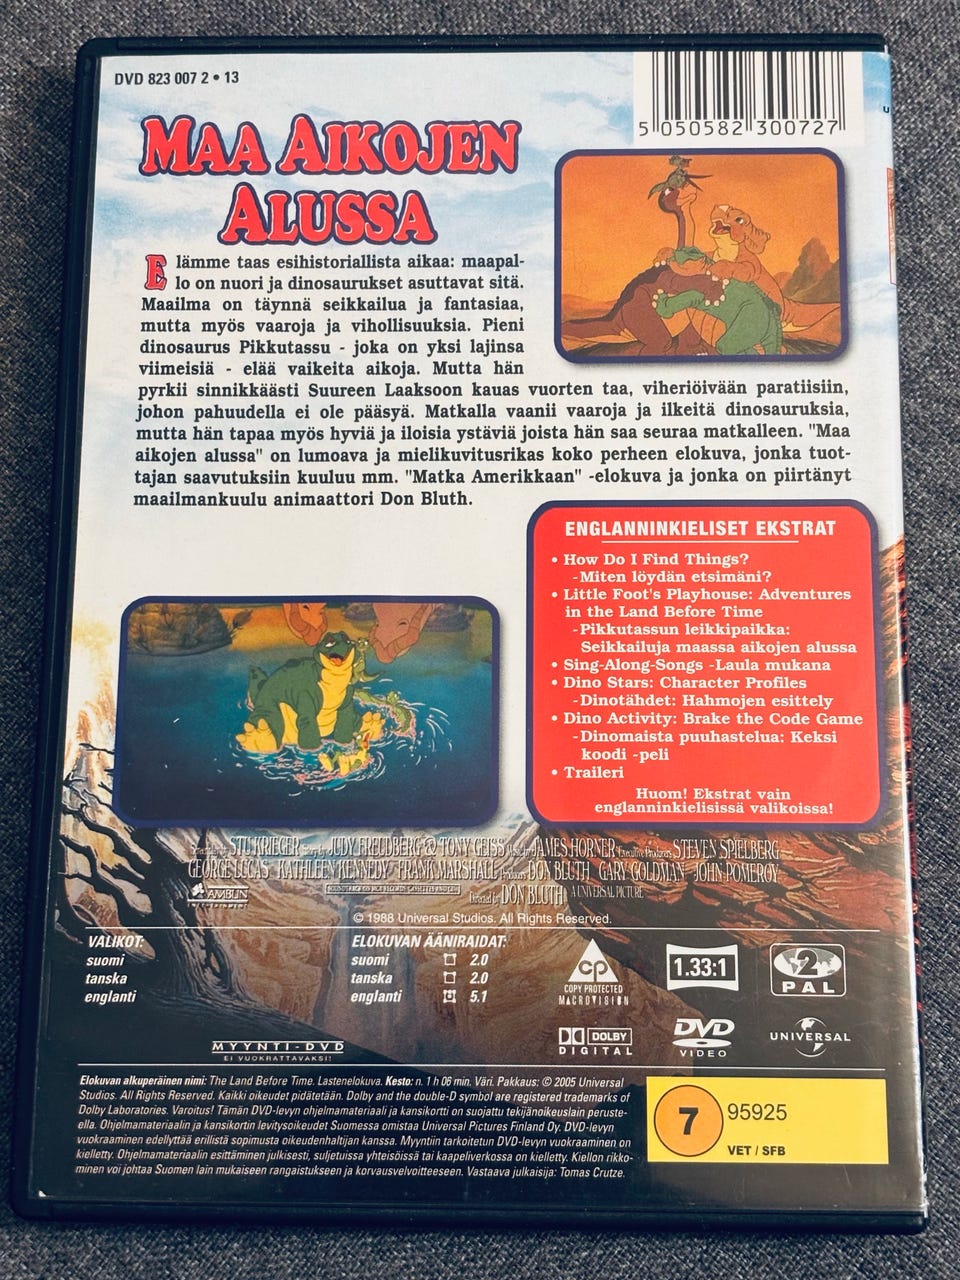 DVD 823 007 2 • 13
5 050582 300727
MAA AIKOJEN
ALUSSA
Elämme taas esihistoriallista aikaa: maapal-
lo on nuori ja dinosaurukset asuttavat sitä.
Maailma on täynnä seikkailua ja fantasiaa,
mutta myös vaaroja ja vihollisuuksia. Pieni
dinosaurus Pikkutassu - joka on yksi lajinsa
viimeisiä - elää vaikeita aikoja. Mutta hän
pyrkii sinnikkäästi Suureen Laaksoon kauas vuorten taa, viheriöivään paratiisiin,
johon pahuudella ei ole pääsyä. Matkalla vaanii vaaroja ja ilkeitä dinosauruksia,
mutta hän tapaa myös hyviä ja iloisia ystäviä joista hän saa seuraa matkalleen. "Maa
aikojen alussa" on lumoava ja mielikuvitusrikas koko perheen elokuva, jonka tuot-
tajan saavutuksiin kuuluu mm. "Matka Amerikkaan" -elokuva ja jonka on piirtänyt
maailmankuulu animaattori Don Bluth.
ENGLANNINKIELISET EKSTRAT
• How Do I Find Things?
-Miten löydän etsimäni?
• Little Foot's Playhouse: Adventures
in the Land Before Time
-Pikkutassun leikkipaikka:
Seikkailuja maassa aikojen alussa
• Sing-Along-Songs -Laula mukana
• Dino Stars: Character Profiles
-Dinotähdet: Hahmojen esittely
• Dino Activity: Brake the Code Game
-Dinomaista puuhastelua: Keksi
koodi -peli
• Traileri
Huom! Ekstrat vain
englanninkielisissä valikoissa!
STU KRIEGER JUDY FREUDBERG & TONY GEISS JAMES HORNER Executive Producers STEVEN SPIELBERG
GEORGE LUCAS KATHLEEN KENNEDY FRANK MARSHALL DON BLUTH GARY GOLDMAN JOHN POMEROY
AMBLIN Directed by DON BLUTH A UNIVERSAL PICTURE
ENTERTAINMENT
© 1988 Universal Studios. All Rights Reserved.
VALIKOT:
suomi
tanska
englanti
ELOKUVAN ÄÄNIRAIDAT:
suomi 2.0
tanska 2.0
englanti 5.1
CP
COPY PROTECTED
MACROVISION
1.33:1
2
PAL
MYYNTI-DVD
EI VUOKRATTAVAKSI!
DOLBY
DIGITAL
DVD
VIDEO
UNIVERSAL
Elokuvan alkuperäinen nimi: The Land Before Time. Lastenelokuva. Kesto: n. 1 h 06 min. Väri. Pakkaus: © 2005 Universal
Studios. All Rights Reserved. Kaikki oikeudet pidätetään. Dolby and the double-D symbol are registered trademarks of
Dolby Laboratories. Varoitus! Tämän DVD-levyn ohjelmamateriaali ja kansikortti on suojattu tekijänoikeuslain peruste-
ella. Ohjelmamateriaalin ja kansikortin levitysoikeudet Suomessa omistaa Universal Pictures Finland Oy. DVD-levyn
vuokraaminen edellyttää erillistä sopimusta oikeudenhaltijan kanssa. Myyntiin tarkoitetun DVD-levyn vuokraaminen on
kielletty. Ohjelmamateriaalin esittäminen julkisesti, suljetuissa yhteisöissä tai kaapeliverkossa on kielletty. Kiellon rikko-
minen voi johtaa Suomen lain mukaiseen rangaistukseen ja korvausvelvoitteeseen. Vastaava julkaisija: Tomas Crutze.
7
95925
VET / SFB